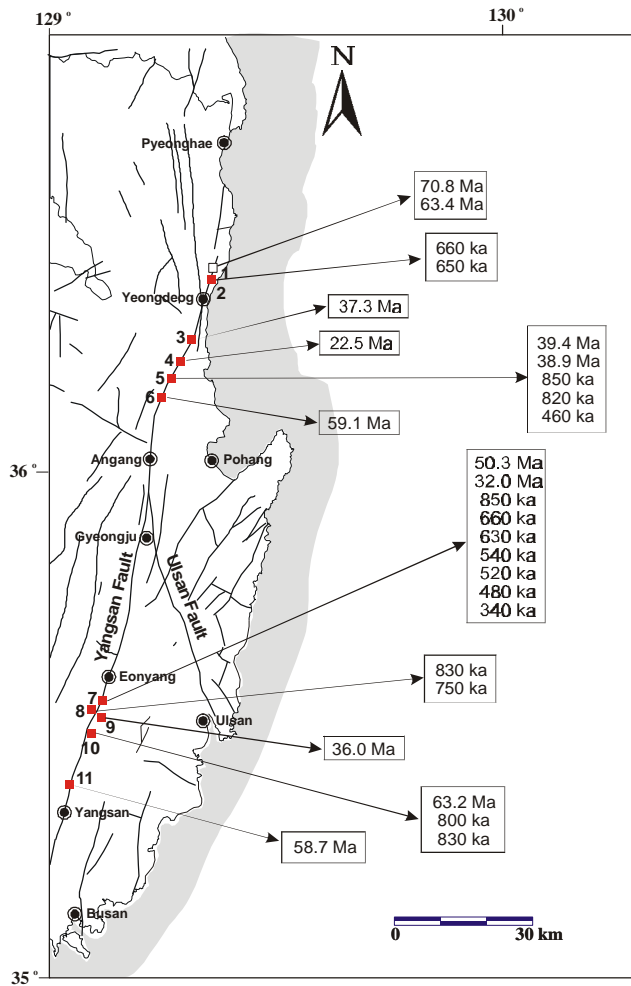 129°
130°
N
Pyeonghae
70.8 Ma
63.4 Ma
1
660 ka
650 ka
Yeongdeog
2
37.3 Ma
3
22.5 Ma
4
39.4 Ma
38.9 Ma
850 ka
820 ka
460 ka
5
6
59.1 Ma
Angang
Pohang
36°
50.3 Ma
32.0 Ma
850 ka
660 ka
630 ka
540 ka
520 ka
480 ka
340 ka
Gyeongju
Yangsan Fault
Ulsan Fault
Eonyang
830 ka
750 ka
7
8
9
Ulsan
10
36.0 Ma
11
63.2 Ma
800 ka
830 ka
Yangsan
58.7 Ma
Busan
0
30 km
35°